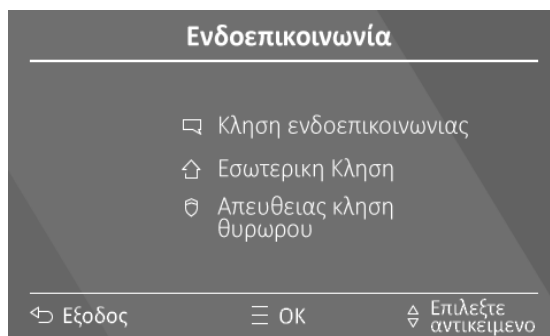 Ενδοεπικοινωνία
Κληση ενδοεπικοινωνιας
Εσωτερικη Κληση
Απευθειας κληση
θυρωρου
Εξοδος
OK
Επιλεξτε
αντικειμενο